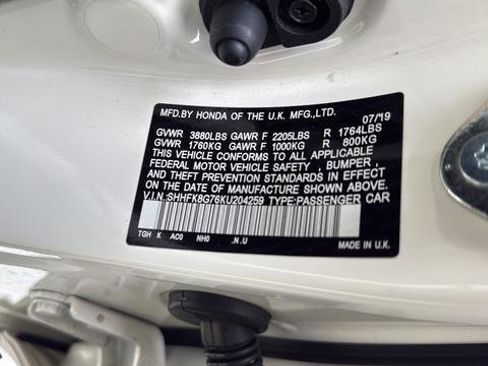 MFD.BY HONDA OF THE U.K. MFG.,LTD. 07/19
GVWR 3880LBS GAWR F 2205LBS R 1764LBS
GVWR 1760KG GAWR F 1000KG R 800KG
THIS VEHICLE CONFORMS TO ALL APPLICABLE
FEDERAL MOTOR VEHICLE SAFETY , BUMPER ,
AND THEFT PREVENTION STANDARDS IN EFFECT
ON THE DATE OF MANUFACTURE SHOWN ABOVE.
V.I.N.:SHHFK8G76KU204259 TYPE:PASSENGER CAR
TGH K AC0 NH0 .N.U
MADE IN U.K.